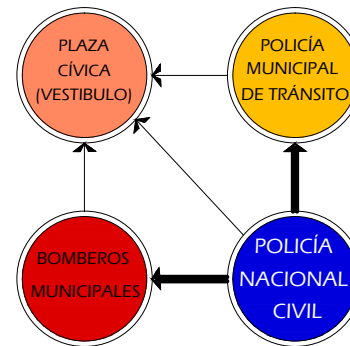 PLAZA
CÍVICA
(VESTIBULO)
POLICÍA
MUNICIPAL
DE TRÁNSITO
BOMBEROS
MUNICIPALES
POLICÍA
NACIONAL
CIVIL